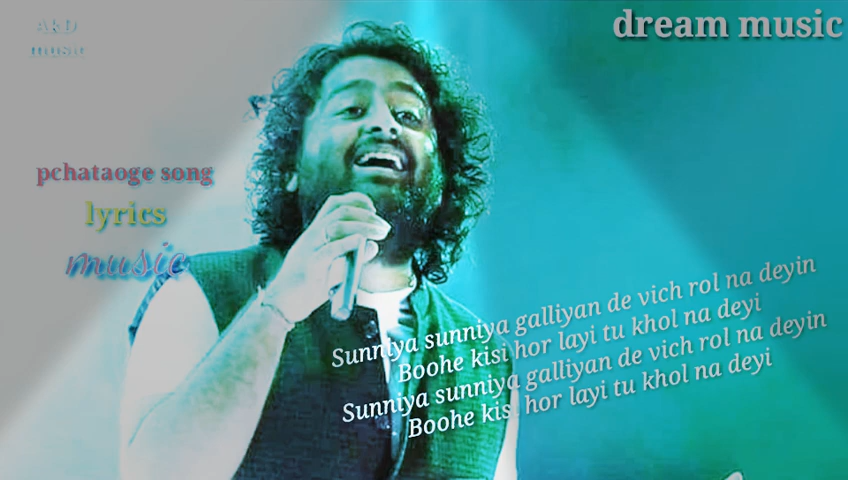 AkD
music
dream music
pchataoge song
lyrics
music
Sunniya sunniya galliyan de vich rol na deyin
Boohe kisi hor layi tu khol na deyi
Sunniya sunniya galliyan de vich rol na deyin
Boohe kisi hor layi tu khol na deyi